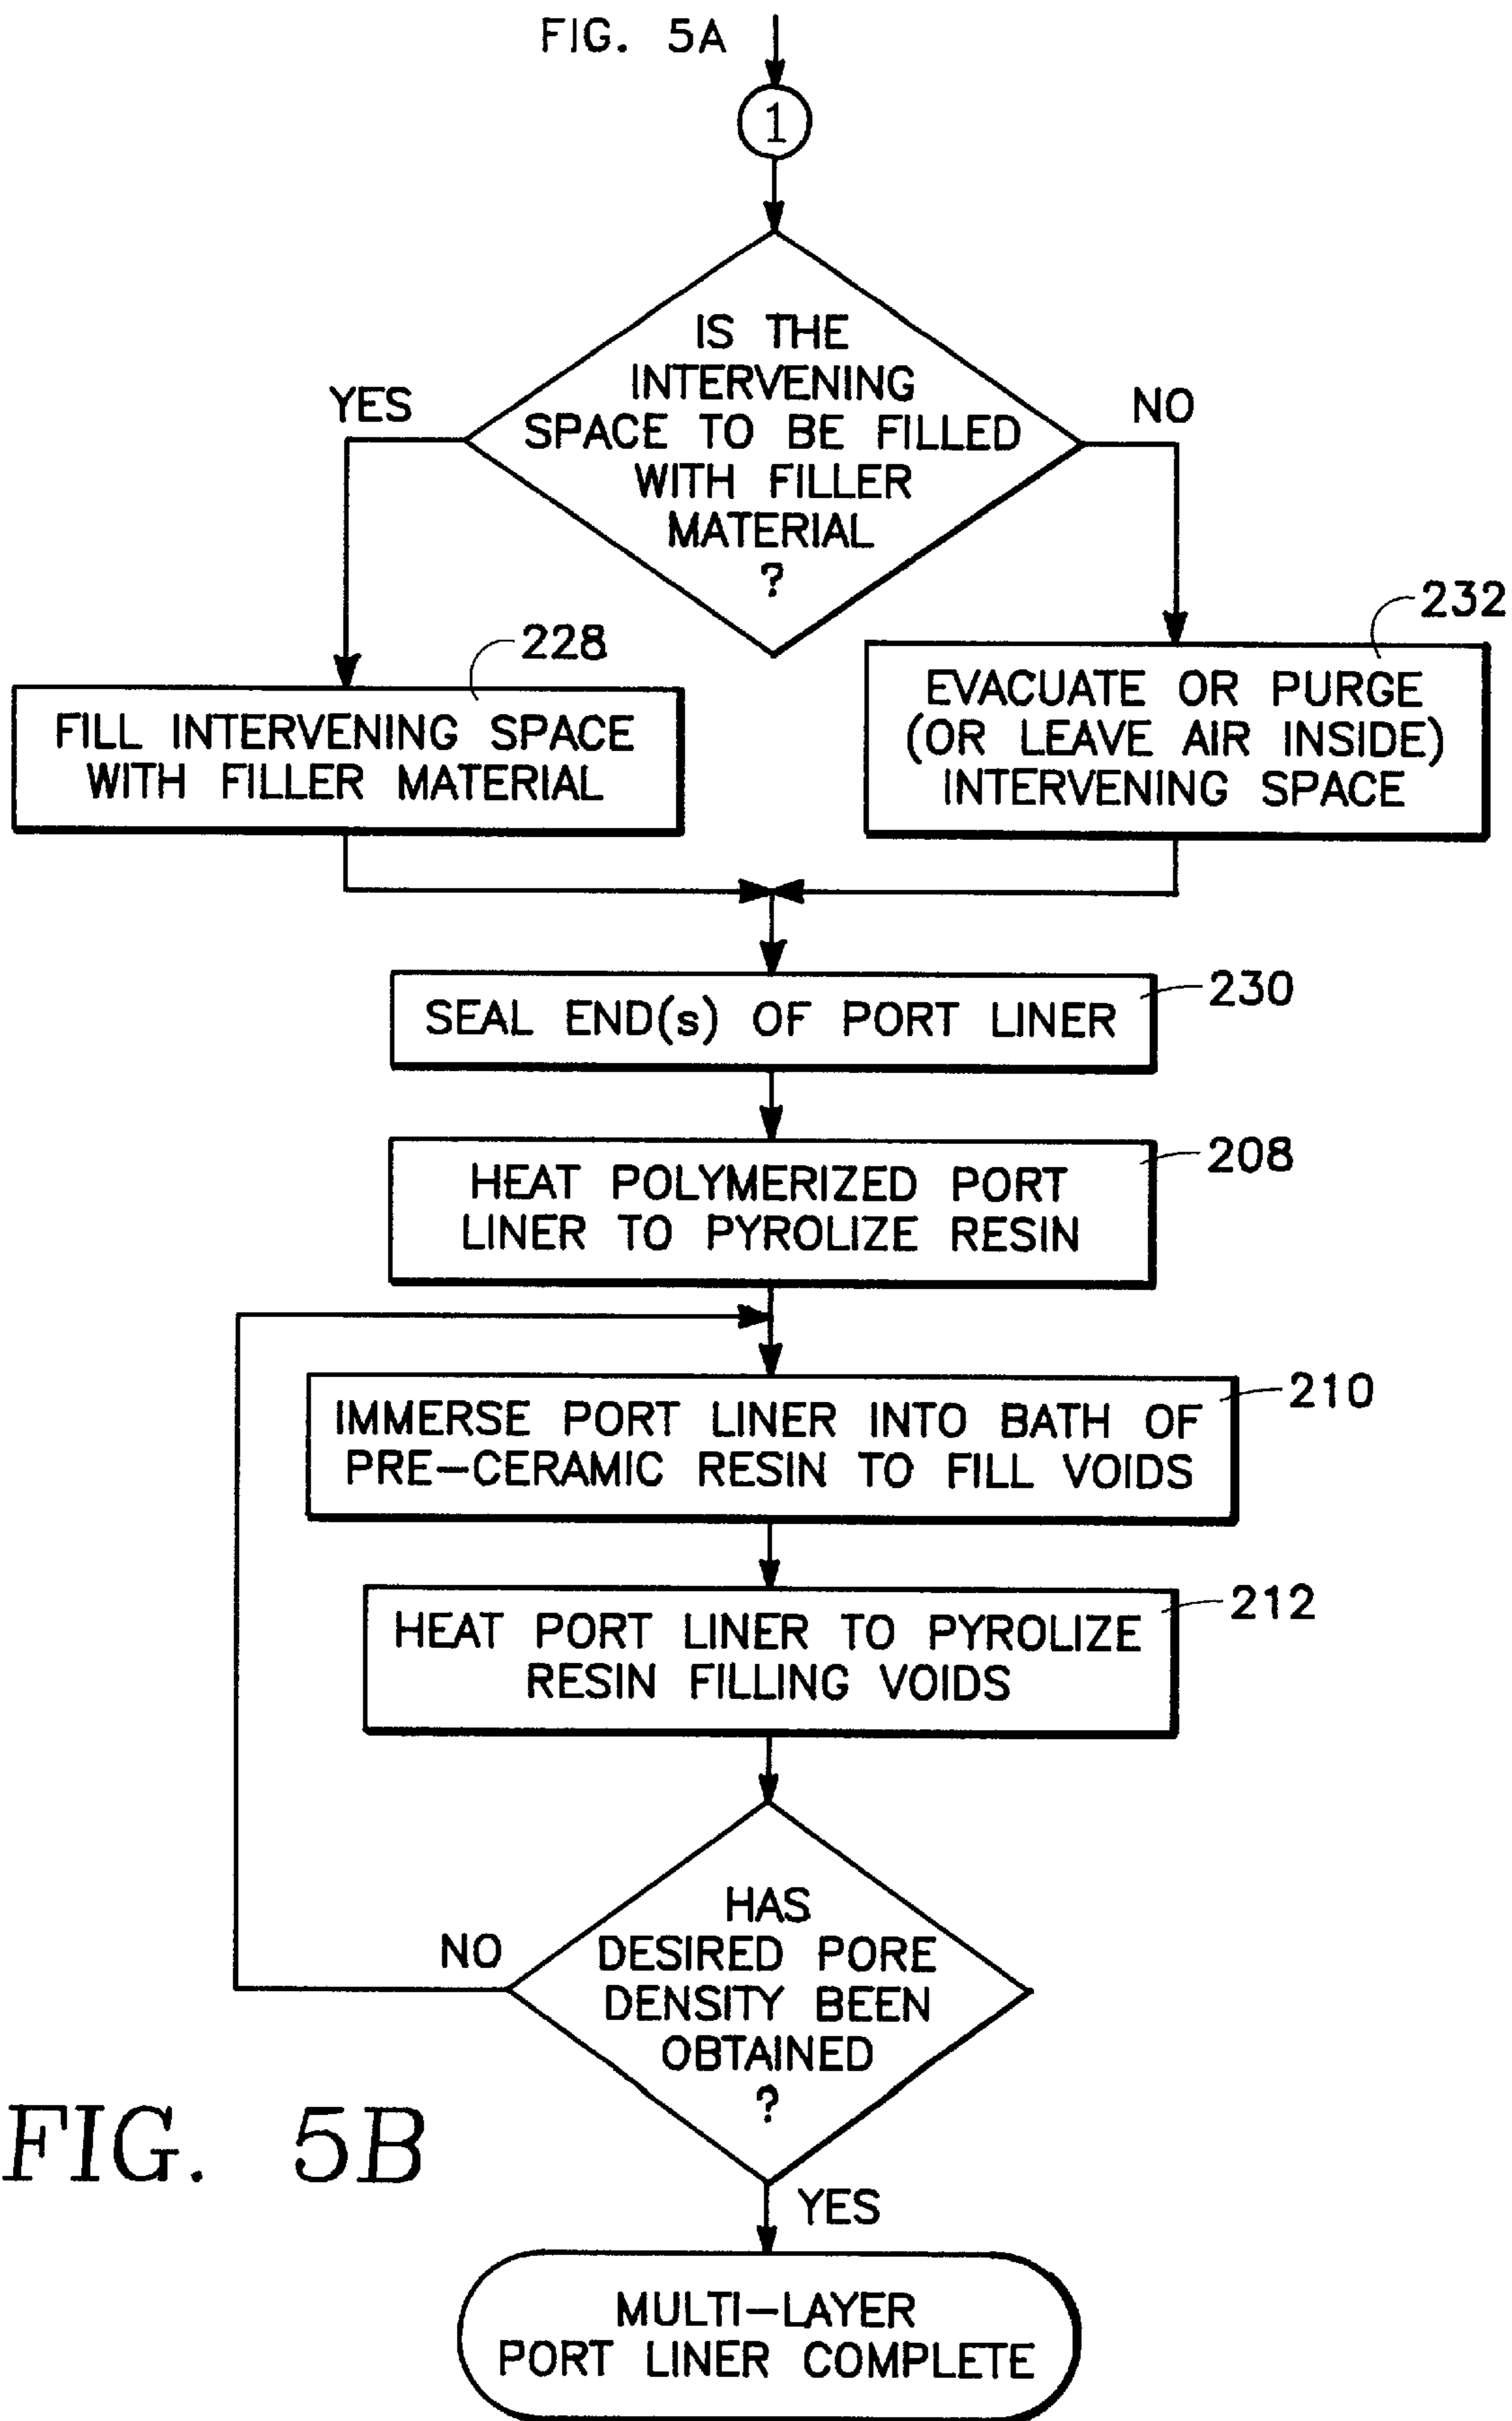 FIG. 5A
1
IS THE
INTERVENING
SPACE TO BE FILLED
WITH FILLER
MATERIAL
?
YES
NO
228
232
FILL INTERVENING SPACE
WITH FILLER MATERIAL
EVACUATE OR PURGE
(OR LEAVE AIR INSIDE)
INTERVENING SPACE
230
SEAL END(s) OF PORT LINER
208
HEAT POLYMERIZED PORT
LINER TO PYROLIZE RESIN
210
IMMERSE PORT LINER INTO BATH OF
PRE-CERAMIC RESIN TO FILL VOIDS
212
HEAT PORT LINER TO PYROLIZE
RESIN FILLING VOIDS
HAS
DESIRED PORE
DENSITY BEEN
OBTAINED
?
NO
YES
FIG. 5B
MULTI-LAYER
PORT LINER COMPLETE